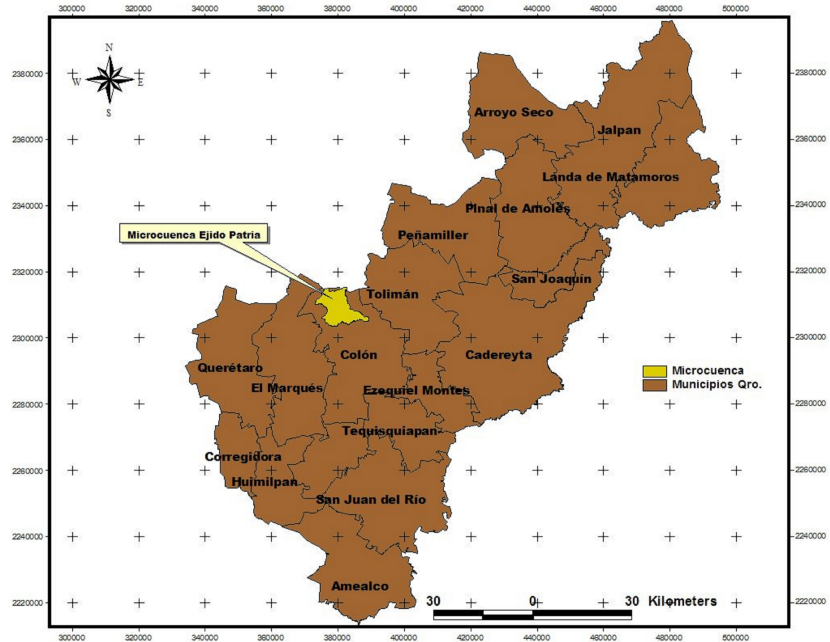 300000 320000 340000 360000 380000 400000 420000 440000 460000 480000 500000
N
W E
S
2380000 2380000
Arroyo Seco
Jalpan
2360000 2360000
Landa de Matamoros
2340000 2340000
Pinal de Amoles
Microcuenca Ejido Patria
Peñamiller
2320000 2320000
San Joaquín
Tolimán
2300000 2300000
Colón
Cadereyta
Querétaro
Microcuenca
El Marqués
Ezequiel Montes
Municipios Qro.
2280000 2280000
Tequisquiapan
Corregidora
2260000 2260000
Huimilpan
San Juan del Río
2240000 2240000
Amealco
30 0 30 Kilometers
2220000 2220000
300000 320000 340000 360000 380000 400000 420000 440000 460000 480000 500000